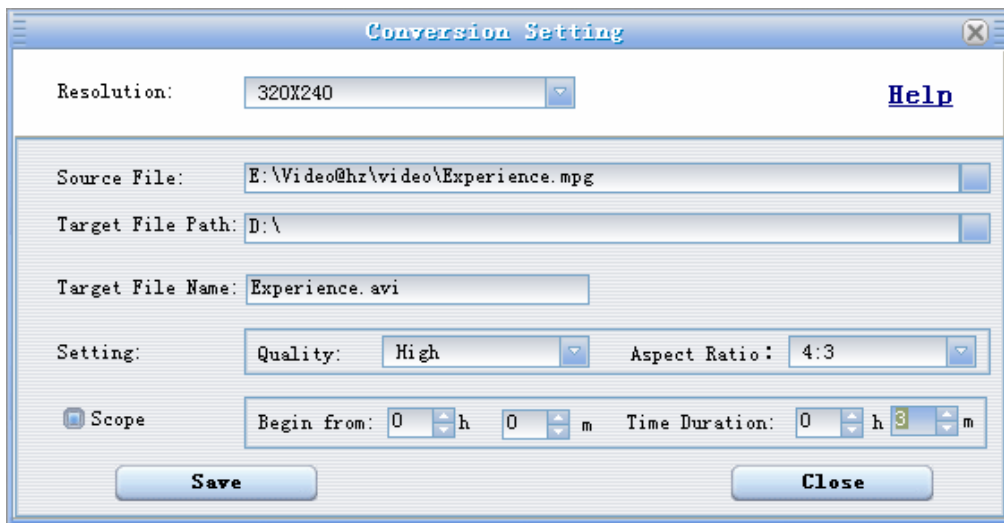 Conversion Setting
Resolution: 320X240 Help
Source File: E:\Video@hz\video\Experience.mpg
Target File Path: D:\
Target File Name: Experience.avi
Setting: Quality: High Aspect Ratio: 4:3
Scope Begin from: 0 h 0 m Time Duration: 0 h 3 m
Save Close